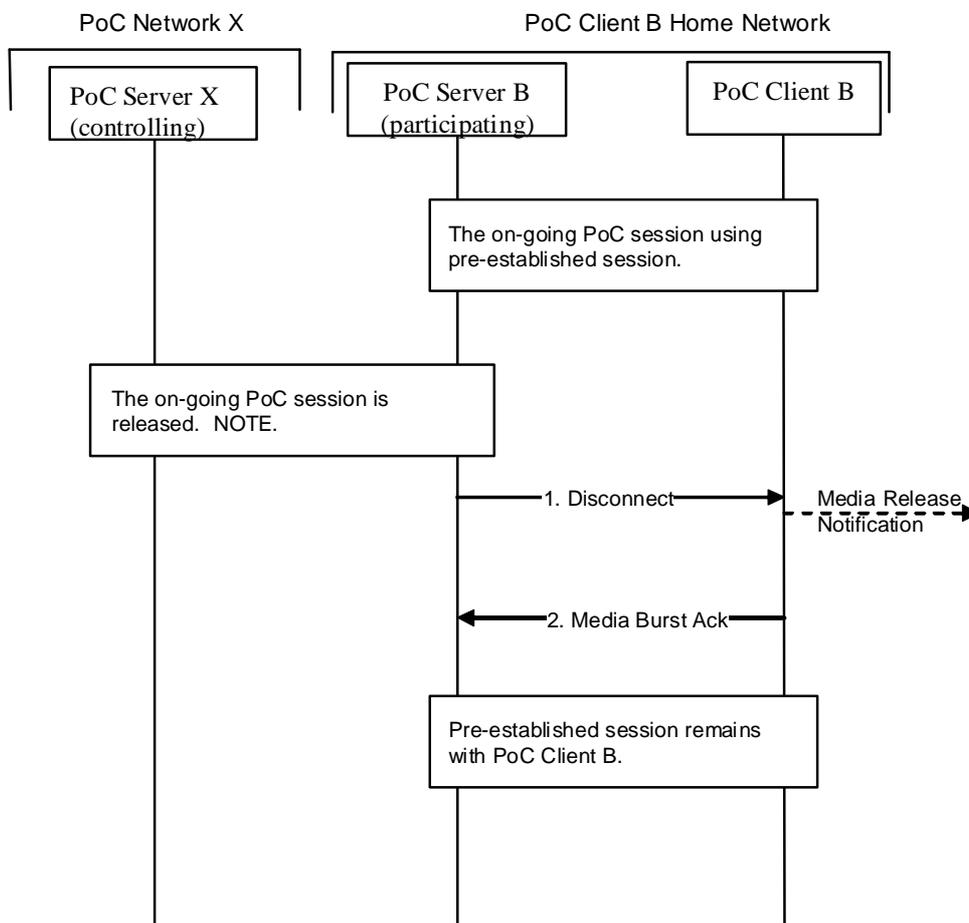 PoC Network X
PoC Client B Home Network
PoC Server X
(controlling)
PoC Server B
(participating)
PoC Client B
The on-going PoC session using
pre-established session.
The on-going PoC session is
released. NOTE.
1. Disconnect
Media Release
Notification
2. Media Burst Ack
Pre-established session remains
with PoC Client B.